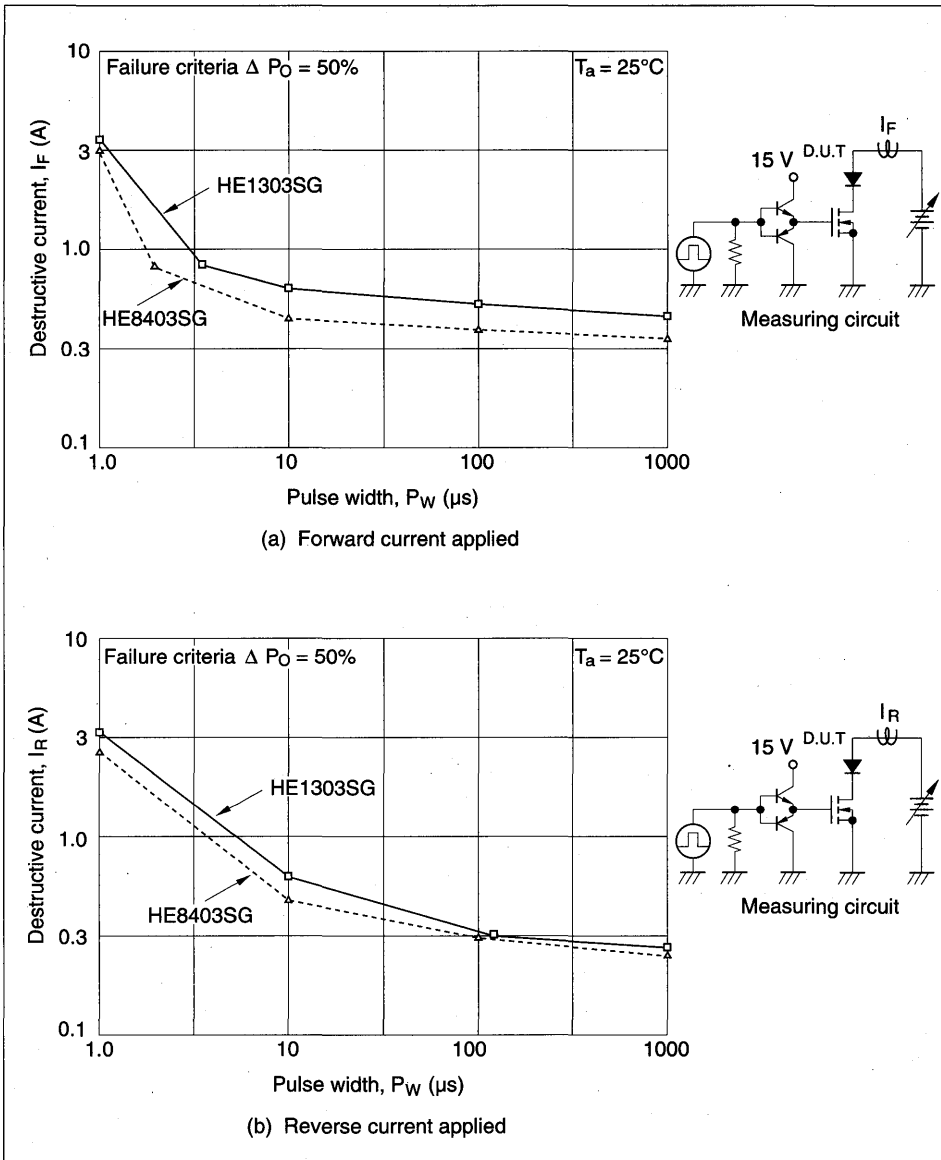 Failure criteria Δ PO = 50%
Ta = 25°C
10
3
1.0
0.3
0.1
Destructive current, IF (A)
HE1303SG
HE8403SG
1.0
10
100
1000
Pulse width, PW (µs)
15 V
D.U.T
IF
Measuring circuit
(a) Forward current applied
Failure criteria Δ PO = 50%
Ta = 25°C
10
3
1.0
0.3
0.1
Destructive current, IR (A)
HE1303SG
HE8403SG
1.0
10
100
1000
Pulse width, PW (µs)
15 V
D.U.T
IR
Measuring circuit
(b) Reverse current applied